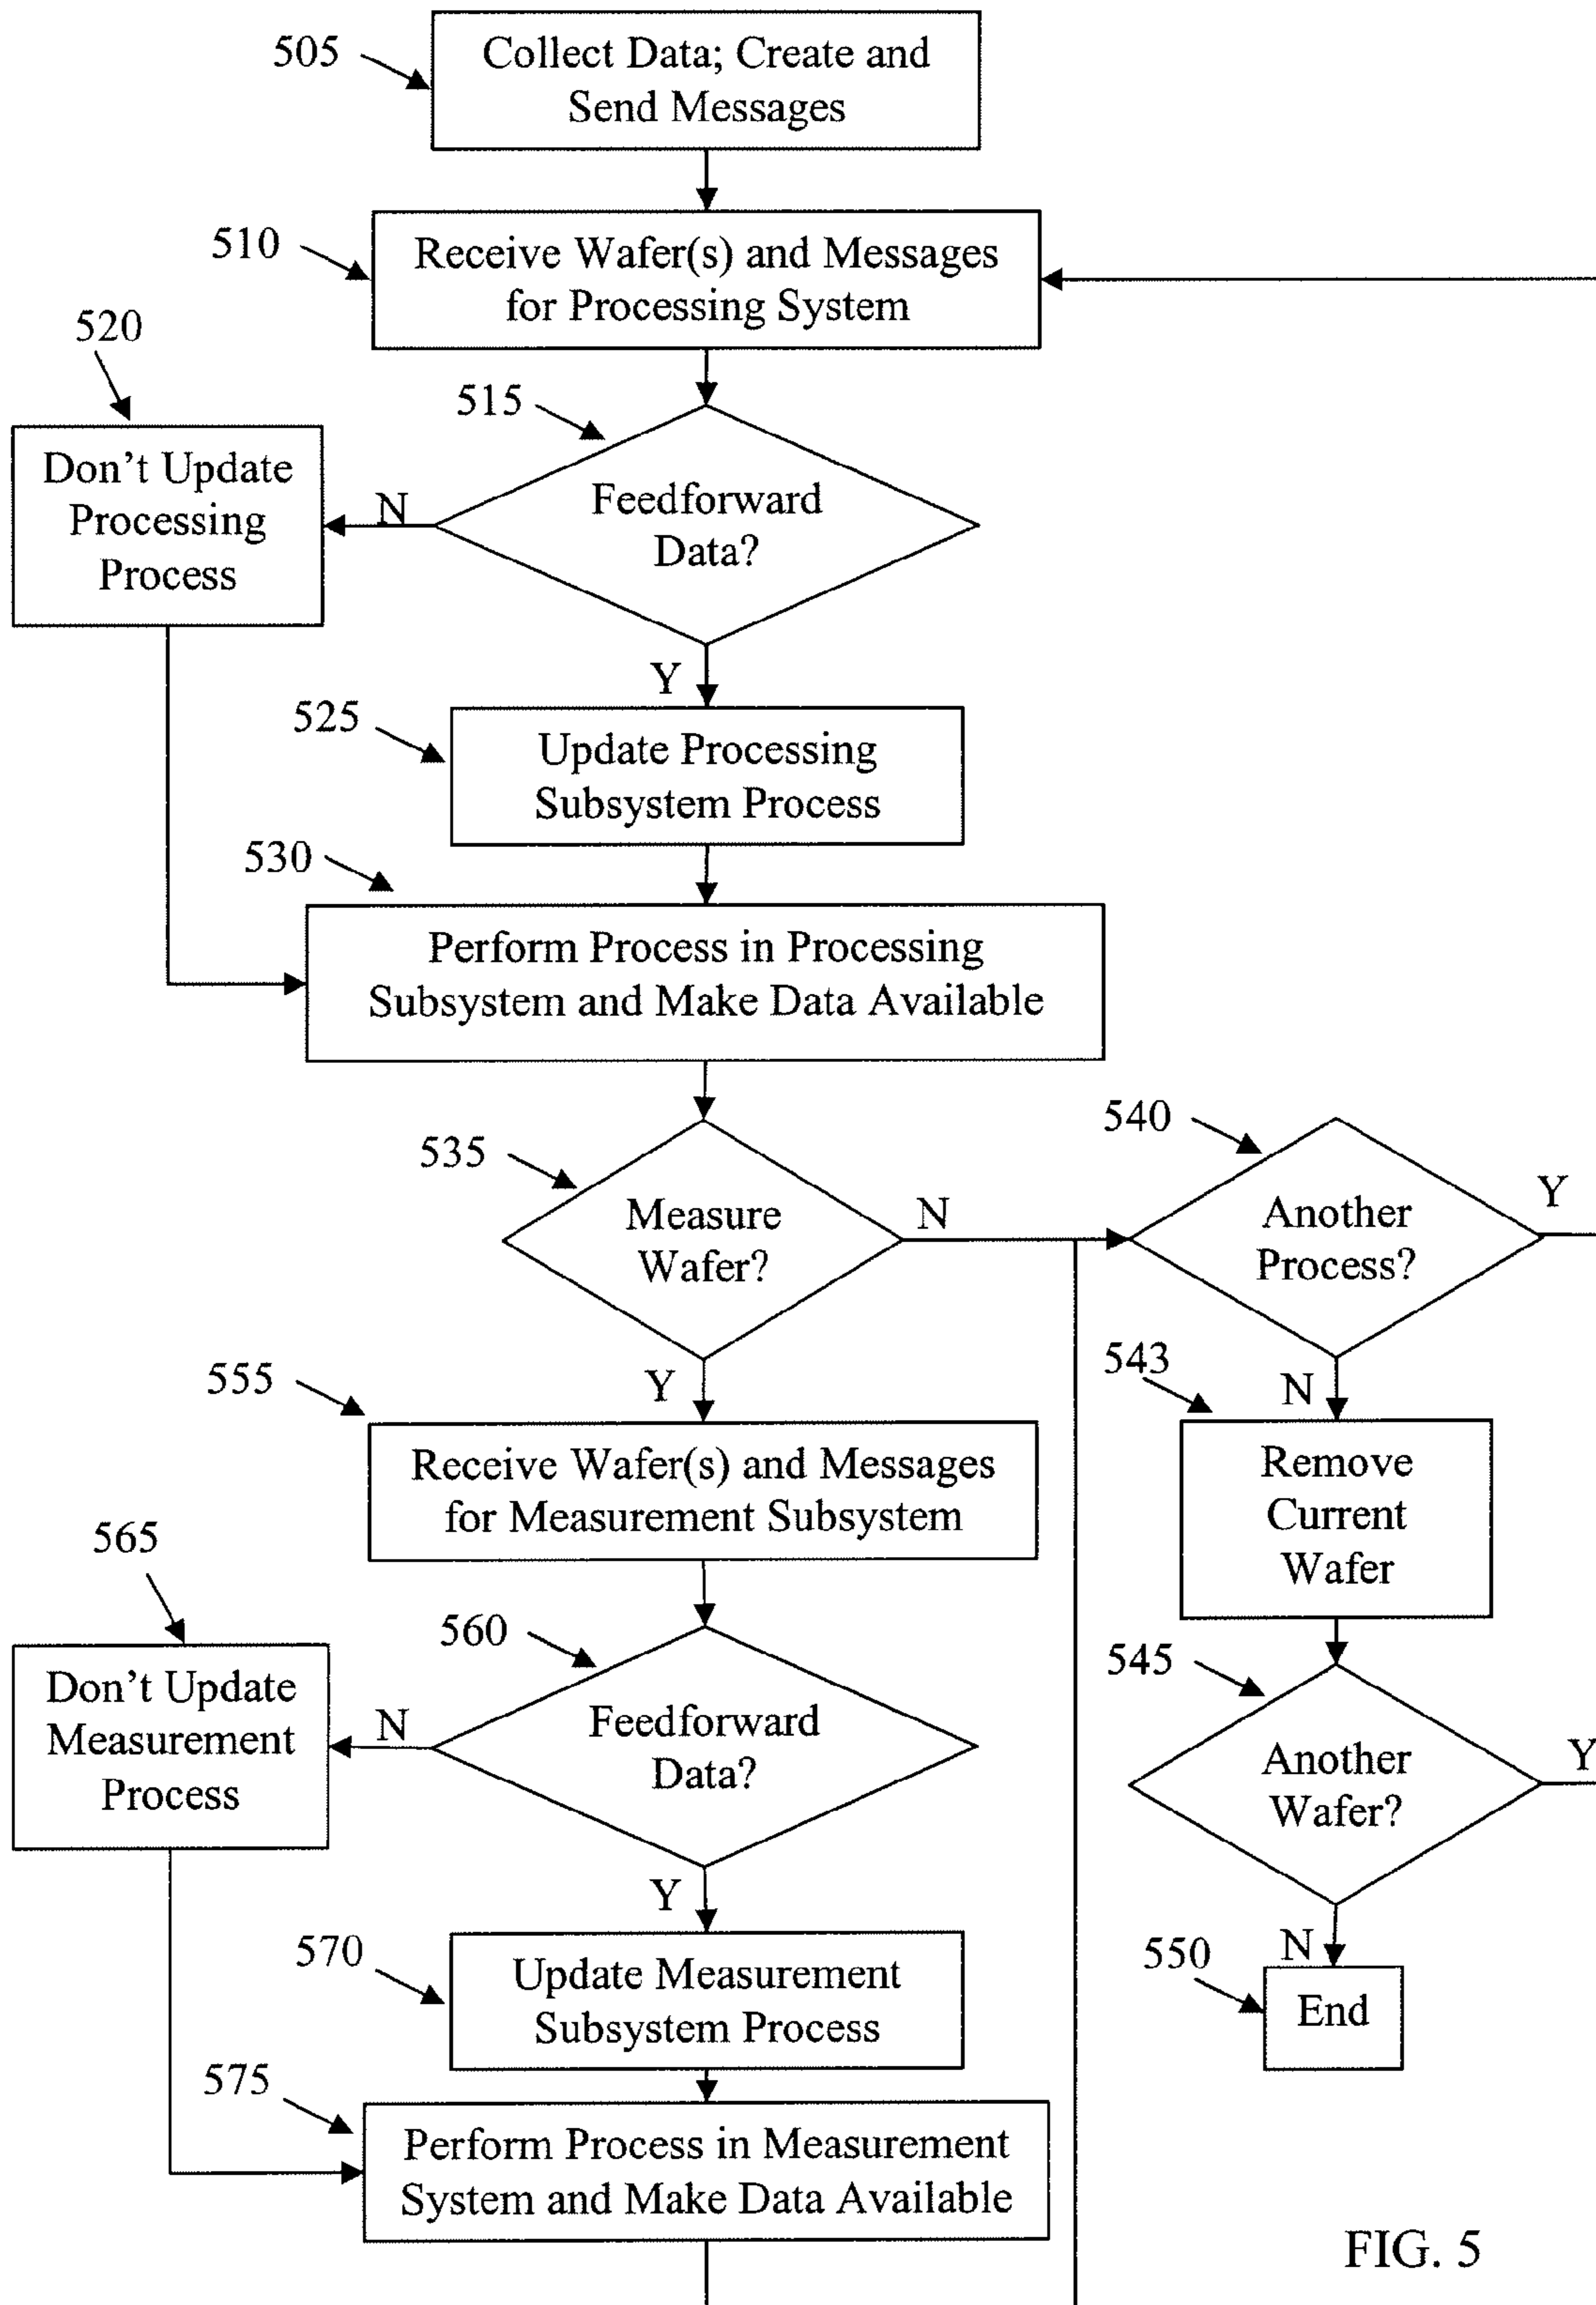 505
Collect Data; Create and
Send Messages
510
Receive Wafer(s) and Messages
for Processing System
520
515
Don't Update
Processing
Process
N
Feedforward
Data?
Y
525
Update Processing
Subsystem Process
530
Perform Process in Processing
Subsystem and Make Data Available
535
Measure
Wafer?
N
540
Another
Process?
Y
Y
543
N
555
Receive Wafer(s) and Messages
for Measurement Subsystem
Remove
Current
Wafer
565
560
545
Don't Update
Measurement
Process
N
Feedforward
Data?
Another
Wafer?
Y
Y
N
570
Update Measurement
Subsystem Process
550
End
575
Perform Process in Measurement
System and Make Data Available
FIG. 5